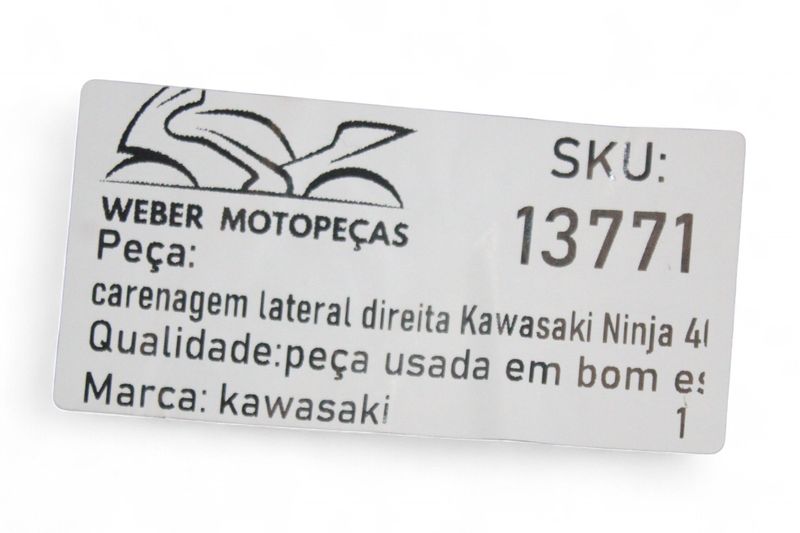 WEBER MOTOPEÇAS
SKU:
13771
Peça:
carenagem lateral direita Kawasaki Ninja
Qualidade:peça usada em bom
Marca: kawasaki
1